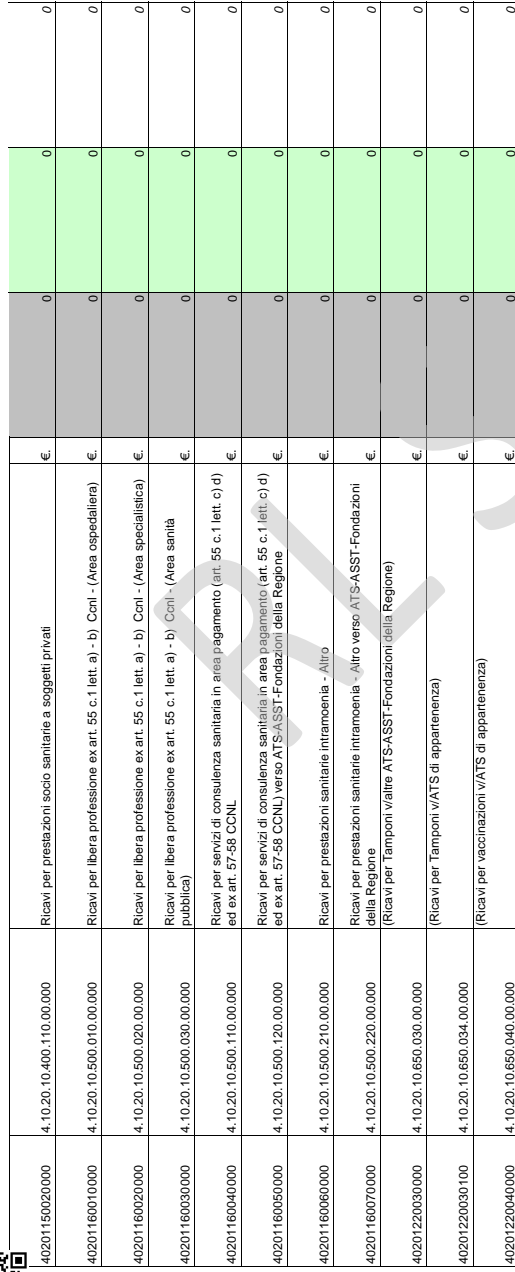 40201150020000 4.10.20.10.400.110.00.000 Ricavi per prestazioni socio sanitarie a soggetti privati €. 0 0 0
40201160010000 4.10.20.10.500.010.00.000 Ricavi per libera professione ex art. 55 c.1 lett. a) - b) Ccnl - (Area ospedaliera) €. 0 0 0
40201160020000 4.10.20.10.500.020.00.000 Ricavi per libera professione ex art. 55 c.1 lett. a) - b) Ccnl - (Area specialistica) €. 0 0 0
40201160030000 4.10.20.10.500.030.00.000 Ricavi per libera professione ex art. 55 c.1 lett. a) - b) Ccnl - (Area sanità
pubblica) €. 0 0 0
40201160040000 4.10.20.10.500.110.00.000 Ricavi per servizi di consulenza sanitaria in area pagamento (art. 55 c.1 lett. c) d)
ed ex art. 57-58 CCNL €. 0 0 0
40201160050000 4.10.20.10.500.120.00.000 Ricavi per servizi di consulenza sanitaria in area pagamento (art. 55 c.1 lett. c) d)
ed ex art. 57-58 CCNL) verso ATS-ASST-Fondazioni della Regione €. 0 0 0
40201160060000 4.10.20.10.500.210.00.000 Ricavi per prestazioni sanitarie intramoenia - Altro €. 0 0 0
40201160070000 4.10.20.10.500.220.00.000 Ricavi per prestazioni sanitarie intramoenia - Altro verso ATS-ASST-Fondazioni
della Regione €. 0 0 0
40201220030000 4.10.20.10.650.030.00.000 (Ricavi per Tamponi v/altre ATS-ASST-Fondazioni della Regione) €. 0 0 0
40201220030100 4.10.20.10.650.034.00.000 (Ricavi per Tamponi v/ATS di appartenenza) €. 0 0 0
40201220040000 4.10.20.10.650.040.00.000 (Ricavi per vaccinazioni v/ATS di appartenenza) €. 0 0 0
RL S